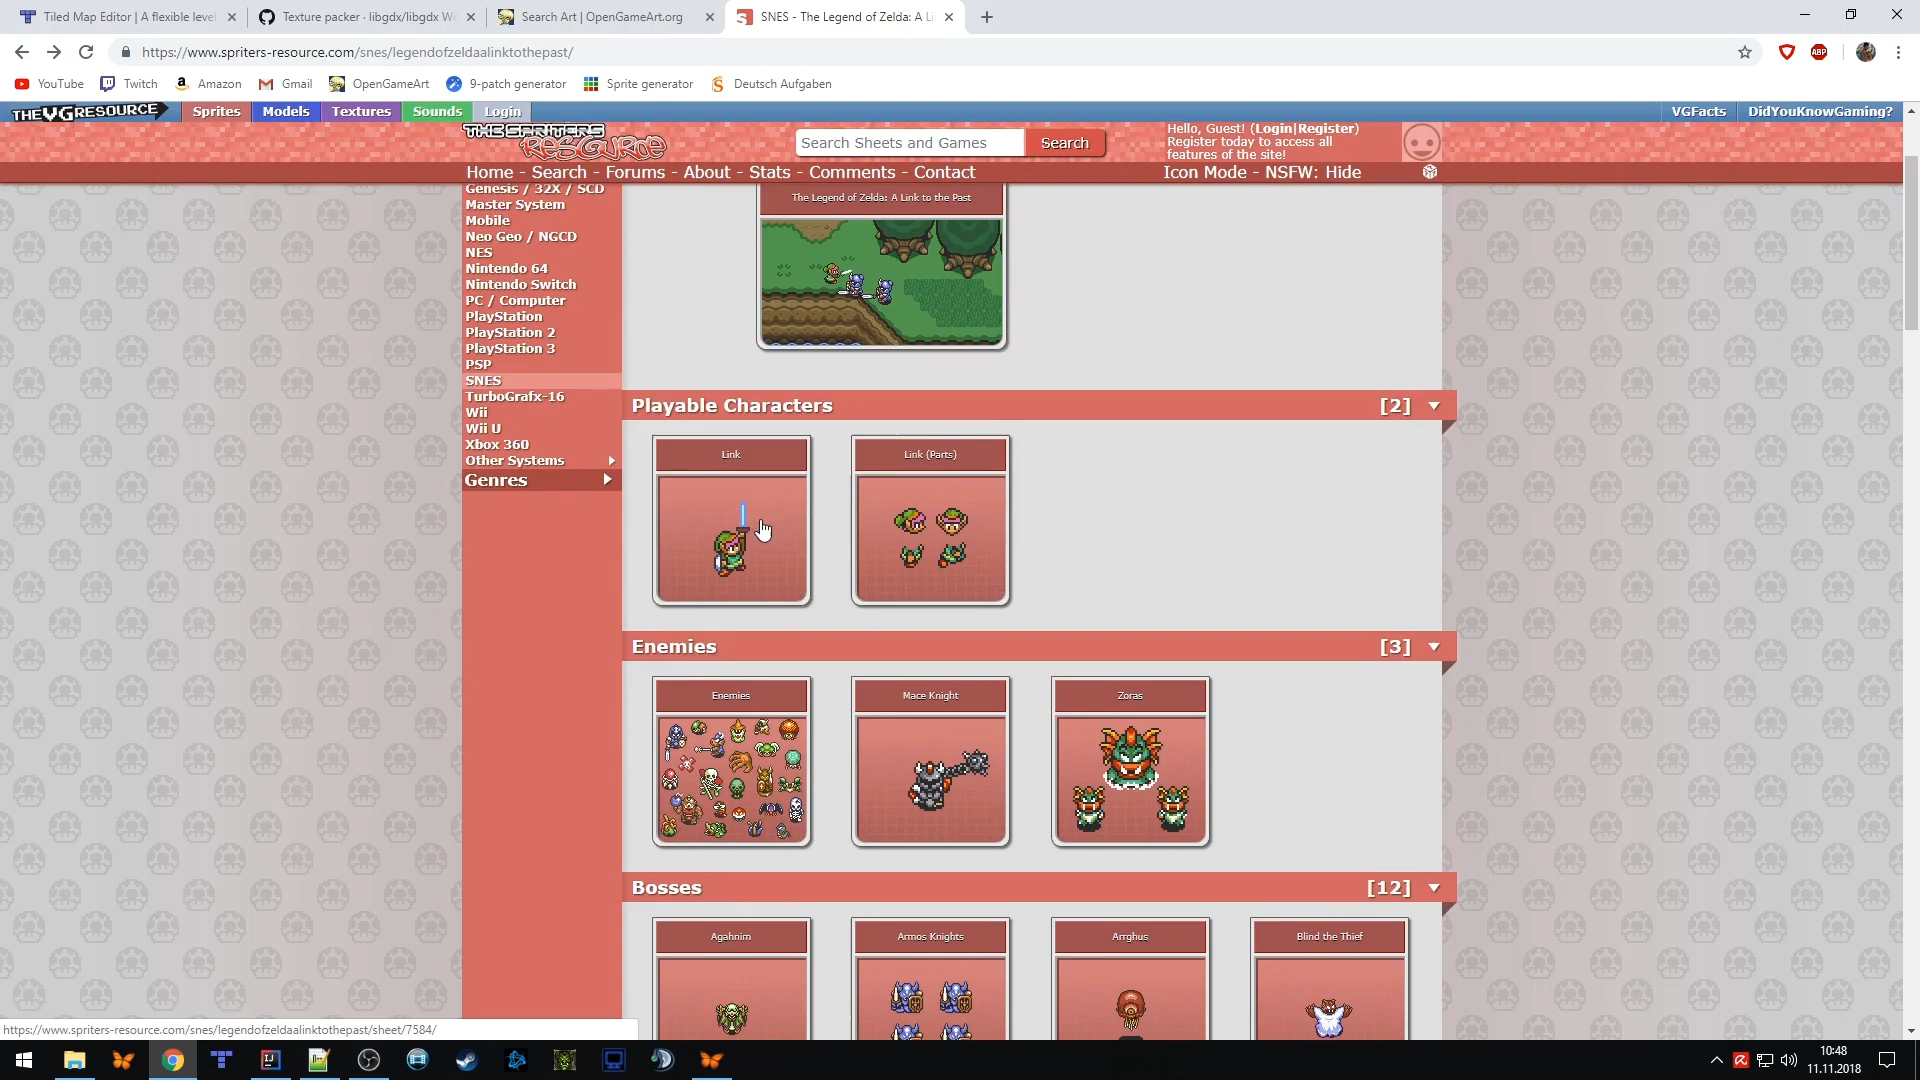 Tiled Map Editor | A flexible level
Texture packer · libgdx/libgdx Wi
Search Art | OpenGameArt.org
SNES - The Legend of Zelda: A Li
https://www.spriters-resource.com/snes/legendofzeldaalinktothepast/
ABP
YouTube
Twitch
Amazon
Gmail
OpenGameArt
9-patch generator
Sprite generator
Deutsch Aufgaben
THE VG RESOURCE
Sprites
Models
Textures
Sounds
Login
VGFacts
DidYouKnowGaming?
THE SPRITERS
RESOURCE
Search Sheets and Games
Search
Hello, Guest! (Login|Register)
Register today to access all
features of the site!
Home - Search - Forums - About - Stats - Comments - Contact
Icon Mode - NSFW: Hide
Genesis / 32X / SCD
Master System
Mobile
Neo Geo / NGCD
NES
Nintendo 64
Nintendo Switch
PC / Computer
PlayStation
PlayStation 2
PlayStation 3
PSP
SNES
TurboGrafx-16
Wii
Wii U
Xbox 360
Other Systems
Genres
The Legend of Zelda: A Link to the Past
Playable Characters
[2]
Link
Link (Parts)
Enemies
[3]
Enemies
Mace Knight
Zoras
Bosses
[12]
Agahnim
Armos Knights
Arrghus
Blind the Thief
https://www.spriters-resource.com/snes/legendofzeldaalinktothepast/sheet/7584/
10:48
11.11.2018